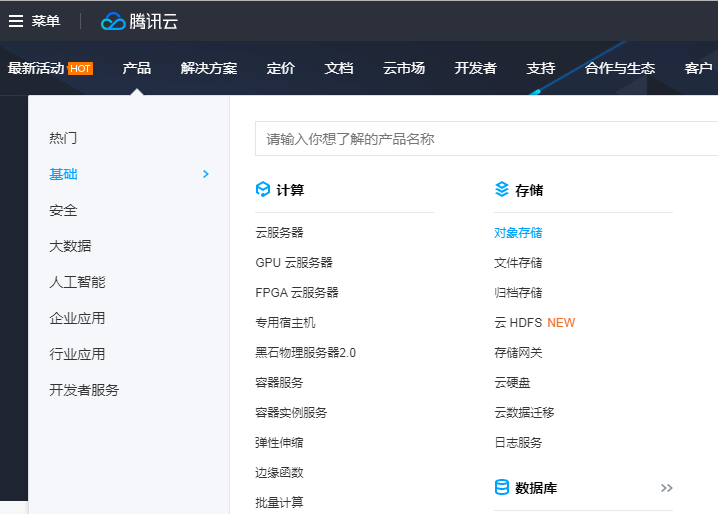 菜单
腾讯云
最新活动 HOT 产品 解决方案 定价 文档 云市场 开发者 支持 合作与生态 客户
热门
基础
安全
大数据
人工智能
企业应用
行业应用
开发者服务
请输入你想了解的产品名称
计算
云服务器
GPU 云服务器
FPGA 云服务器
专用宿主机
黑石物理服务器2.0
容器服务
容器实例服务
弹性伸缩
边缘函数
批量计算
存储
对象存储
文件存储
归档存储
云 HDFS NEW
存储网关
云硬盘
云数据迁移
日志服务
数据库